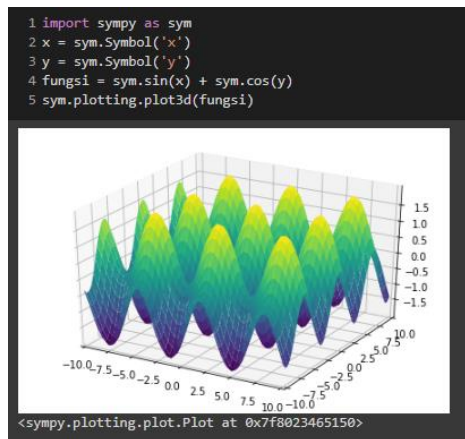 1 import sympy as sym
2 x = sym.Symbol('x')
3 y = sym.Symbol('y')
4 fungsi = sym.sin(x) + sym.cos(y)
5 sym.plotting.plot3d(fungsi)
1.5
1.0
0.5
0.0
−0.5
−1.0
−1.5
−10.0 −7.5 −5.0 −2.5 0.0 2.5 5.0 7.5 10.0
−10.0 −7.5 −5.0 −2.5 0.0 2.5 5.0 7.5 10.0
<sympy.plotting.plot.Plot at 0x7f8023465150>